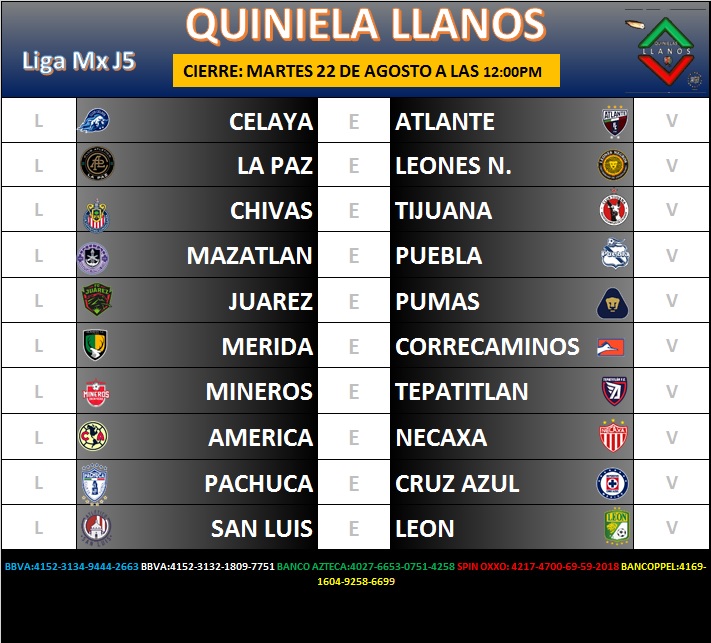 QUINIELA LLANOS
Liga Mx J5
CIERRE: MARTES 22 DE AGOSTO A LAS 12:00PM
QUINIELAS
LLANOS
L CELAYA E ATLANTE V
L LA PAZ E LEONES N. V
L CHIVAS E TIJUANA V
L MAZATLAN E PUEBLA V
L JUAREZ E PUMAS V
L MERIDA E CORRECAMINOS V
L MINEROS E TEPATITLAN V
L AMERICA E NECAXA V
L PACHUCA E CRUZ AZUL V
L SAN LUIS E LEON V
BBVA:4152-3134-9444-2663 BBVA:4152-3132-1809-7751 BANCO AZTECA:4027-6653-0751-4258 SPIN OXXO: 4217-4700-69-59-2018 BANCOPPEL:4169-
1604-9258-6699